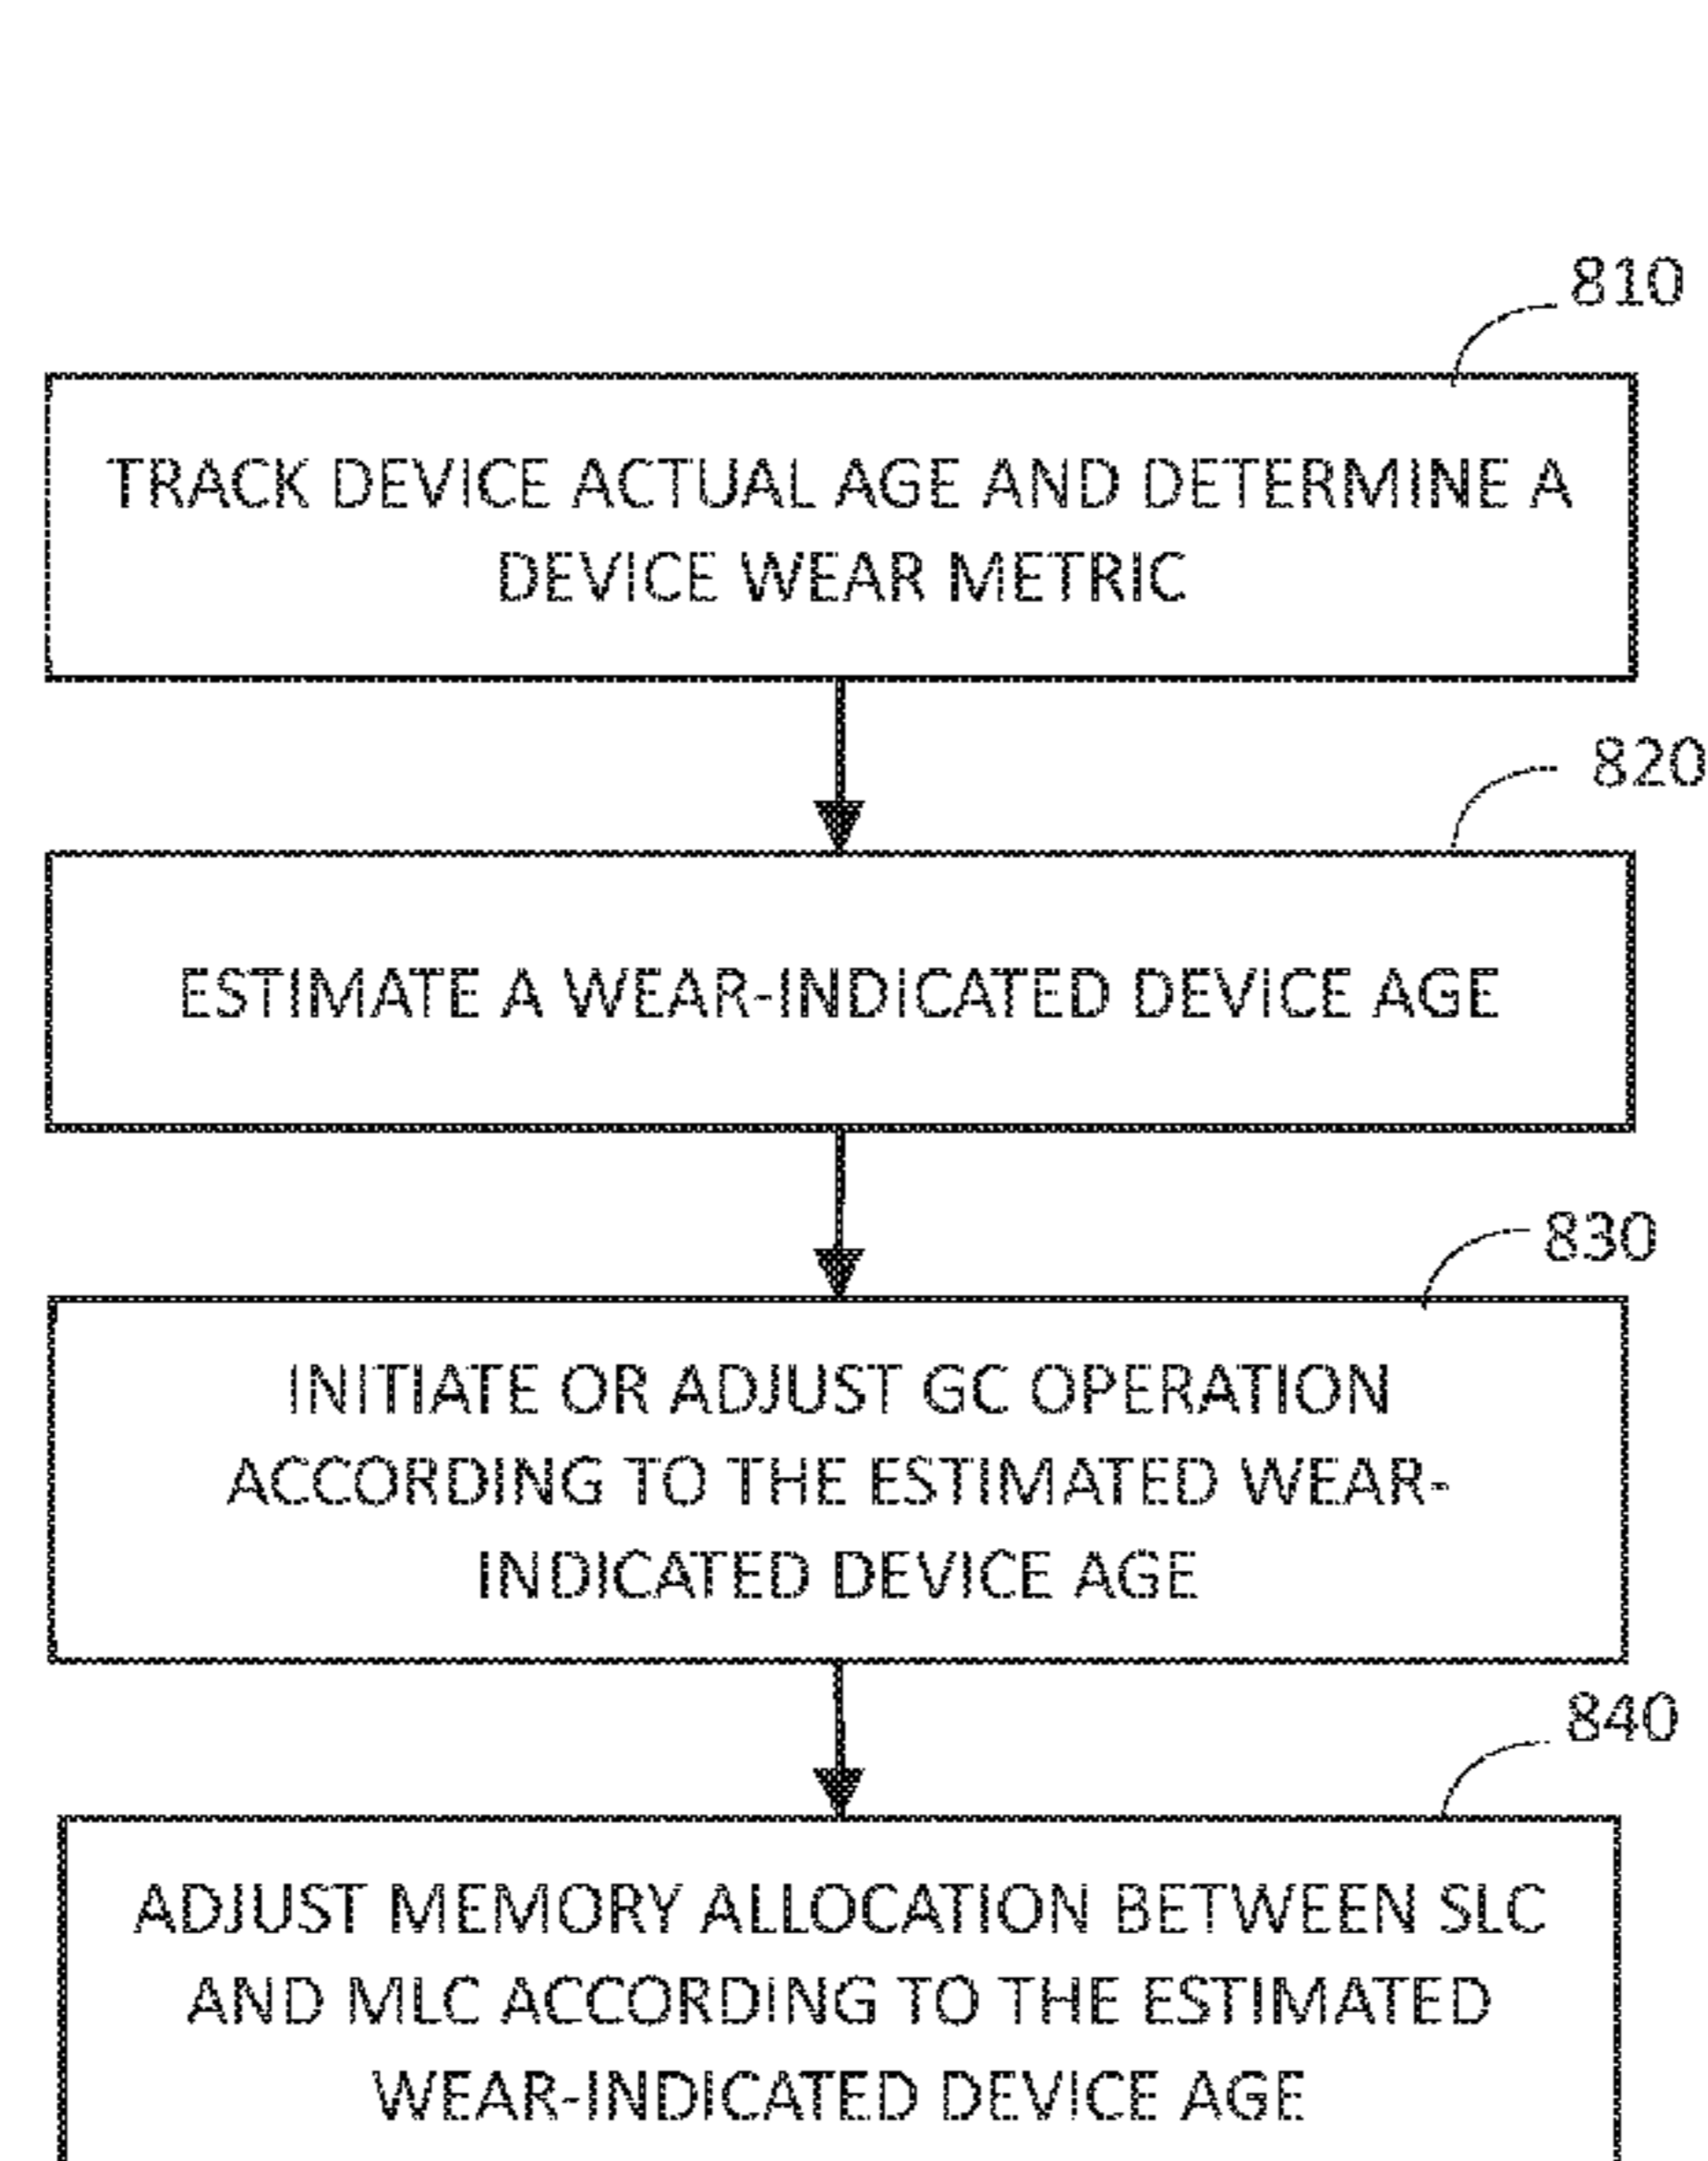 810
TRACK DEVICE ACTUAL AGE AND DETERMINE A
DEVICE WEAR METRIC
820
ESTIMATE A WEAR-INDICATED DEVICE AGE
830
INITIATE OR ADJUST GC OPERATION
ACCORDING TO THE ESTIMATED WEAR-
INDICATED DEVICE AGE
840
ADJUST MEMORY ALLOCATION BETWEEN SLC
AND MLC ACCORDING TO THE ESTIMATED
WEAR-INDICATED DEVICE AGE